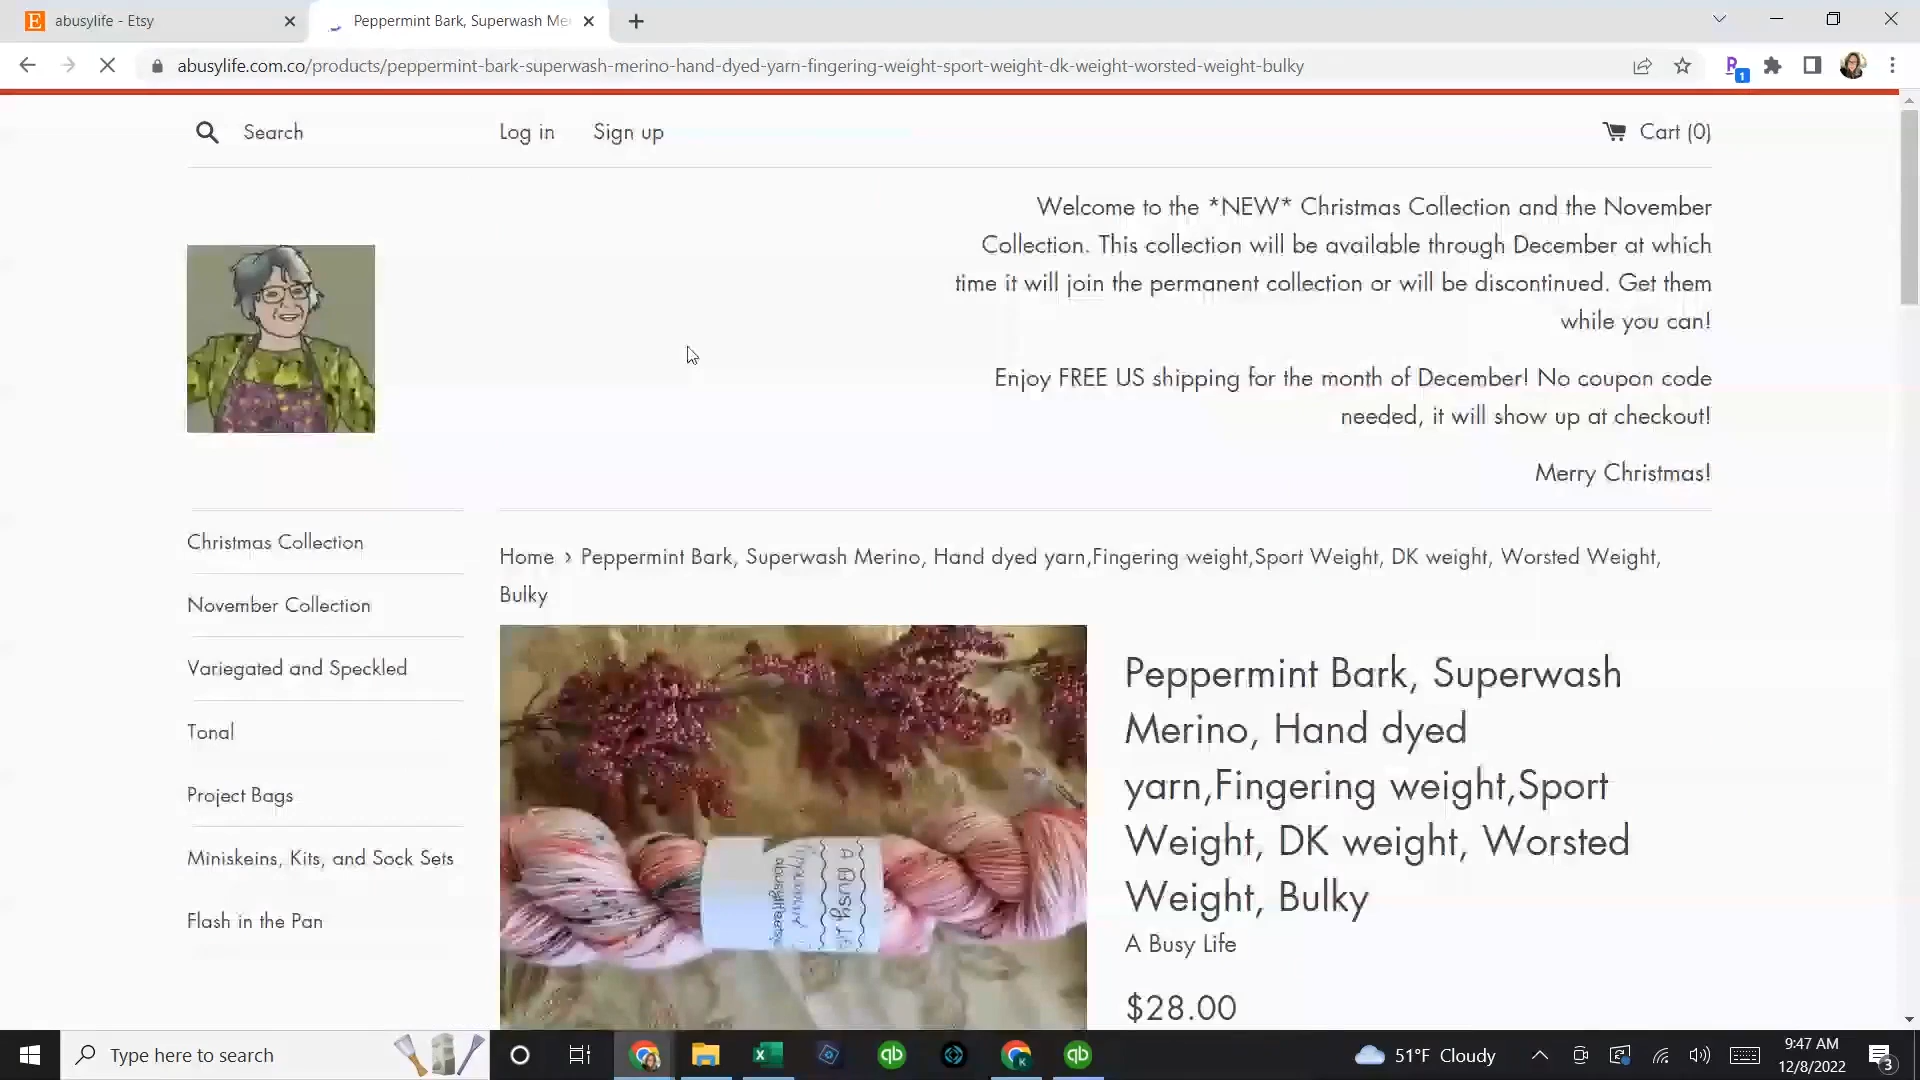 abusylife - Etsy
Peppermint Bark, Superwash Me
abusylife.com.co/products/peppermint-bark-superwash-merino-hand-dyed-yarn-fingering-weight-sport-weight-dk-weight-worsted-weight-bulky
1
Search
Log in
Sign up
Cart (0)
Welcome to the *NEW* Christmas Collection and the November
Collection. This collection will be available through December at which
time it will join the permanent collection or will be discontinued. Get them
while you can!
Enjoy FREE US shipping for the month of December! No coupon code
needed, it will show up at checkout!
Merry Christmas!
Christmas Collection
November Collection
Variegated and Speckled
Tonal
Project Bags
Miniskeins, Kits, and Sock Sets
Flash in the Pan
Home › Peppermint Bark, Superwash Merino, Hand dyed yarn,Fingering weight,Sport Weight, DK weight, Worsted Weight,
Bulky
A Busy Life
Peppermint Bark, Superwash
Merino, Hand dyed
yarn,Fingering weight,Sport
Weight, DK weight, Worsted
Weight, Bulky
A Busy Life
$28.00
Type here to search
51°F Cloudy
9:47 AM
12/8/2022
3